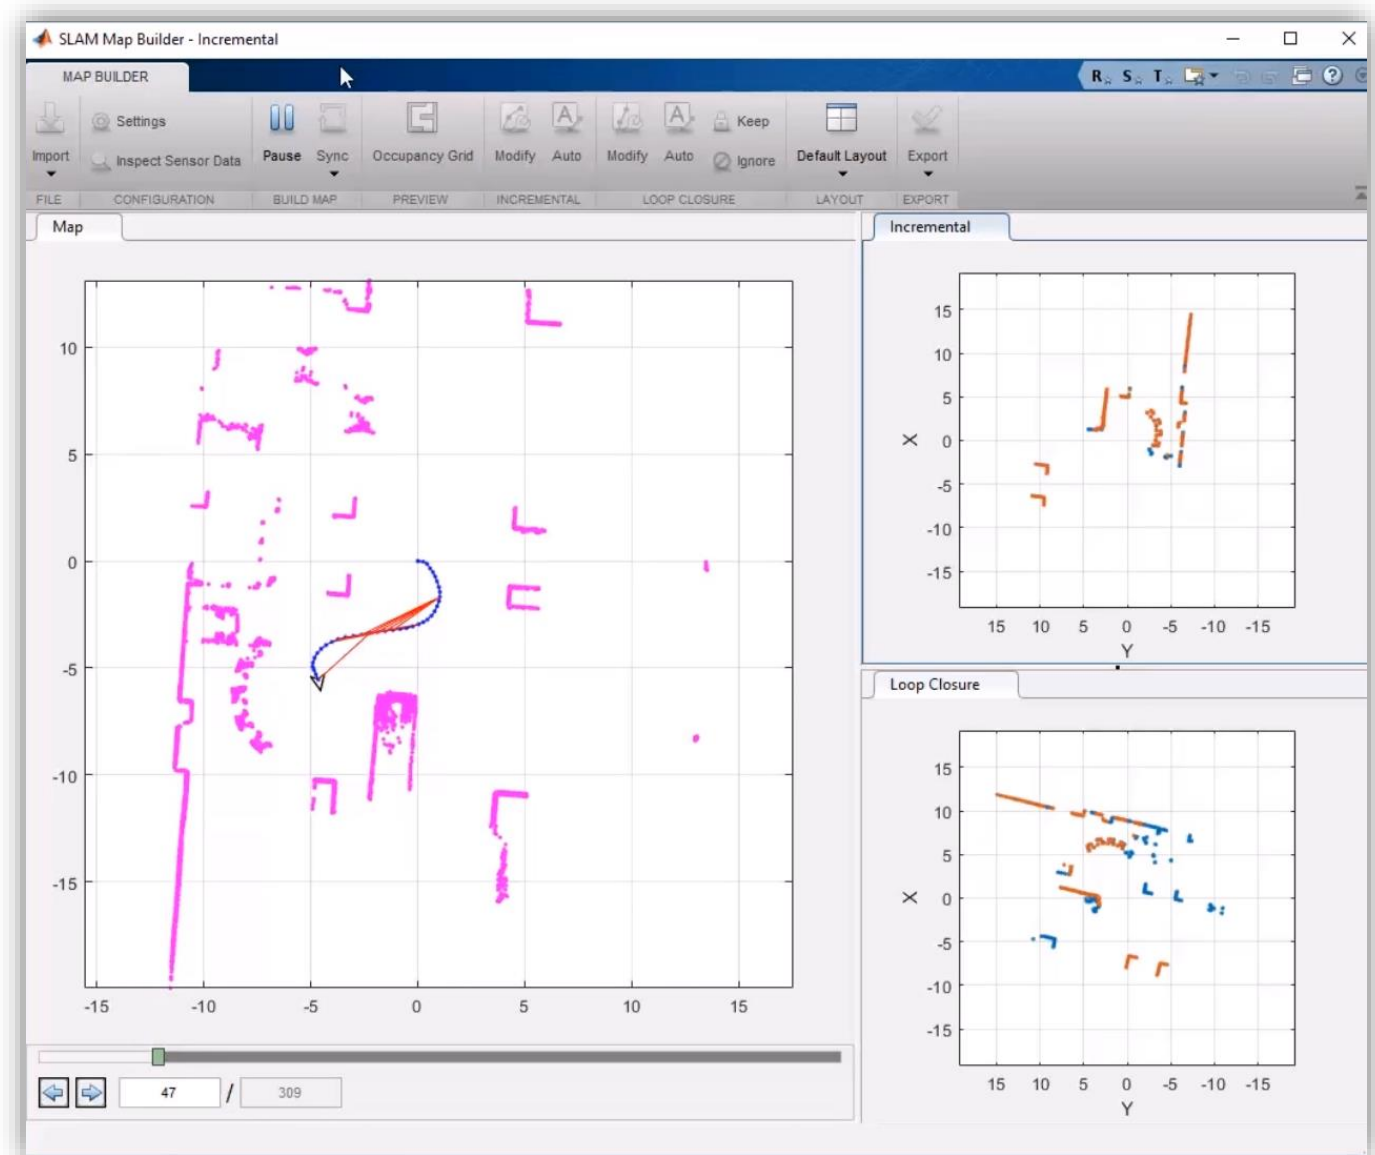 SLAM Map Builder - Incremental
MAP BUILDER
R S T
Import
Settings
Inspect Sensor Data
Pause
Sync
Occupancy Grid
Modify
Auto
Modify
Auto
Keep
Ignore
Default Layout
Export
FILE
CONFIGURATION
BUILD MAP
PREVIEW
INCREMENTAL
LOOP CLOSURE
LAYOUT
EXPORT
Map
10
5
0
-5
-10
-15
-15 -10 -5 0 5 10 15
47 / 309
Incremental
15
10
5
X 0
-5
-10
-15
15 10 5 0 -5 -10 -15
Y
Loop Closure
15
10
5
X 0
-5
-10
-15
15 10 5 0 -5 -10 -15
Y